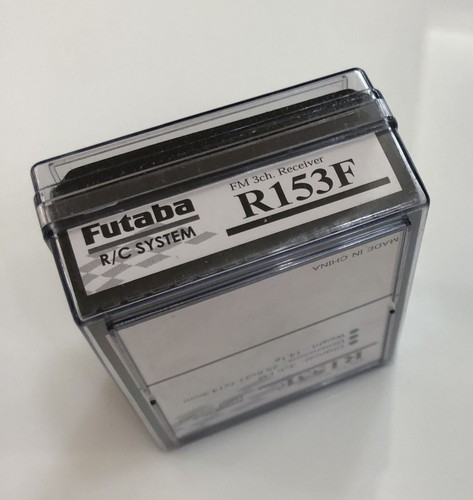 Futaba
R/C SYSTEM
FM 3ch. Receiver
R153F
MADE IN CHINA